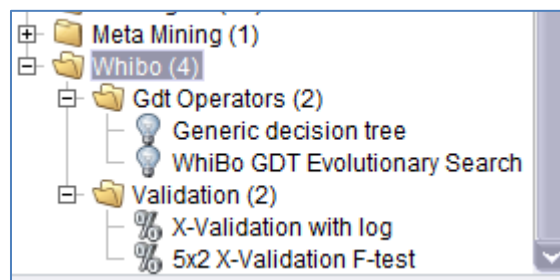 Meta Mining (1)
Whibo (4)
Gdt Operators (2)
Generic decision tree
WhiBo GDT Evolutionary Search
Validation (2)
X-Validation with log
5x2 X-Validation F-test